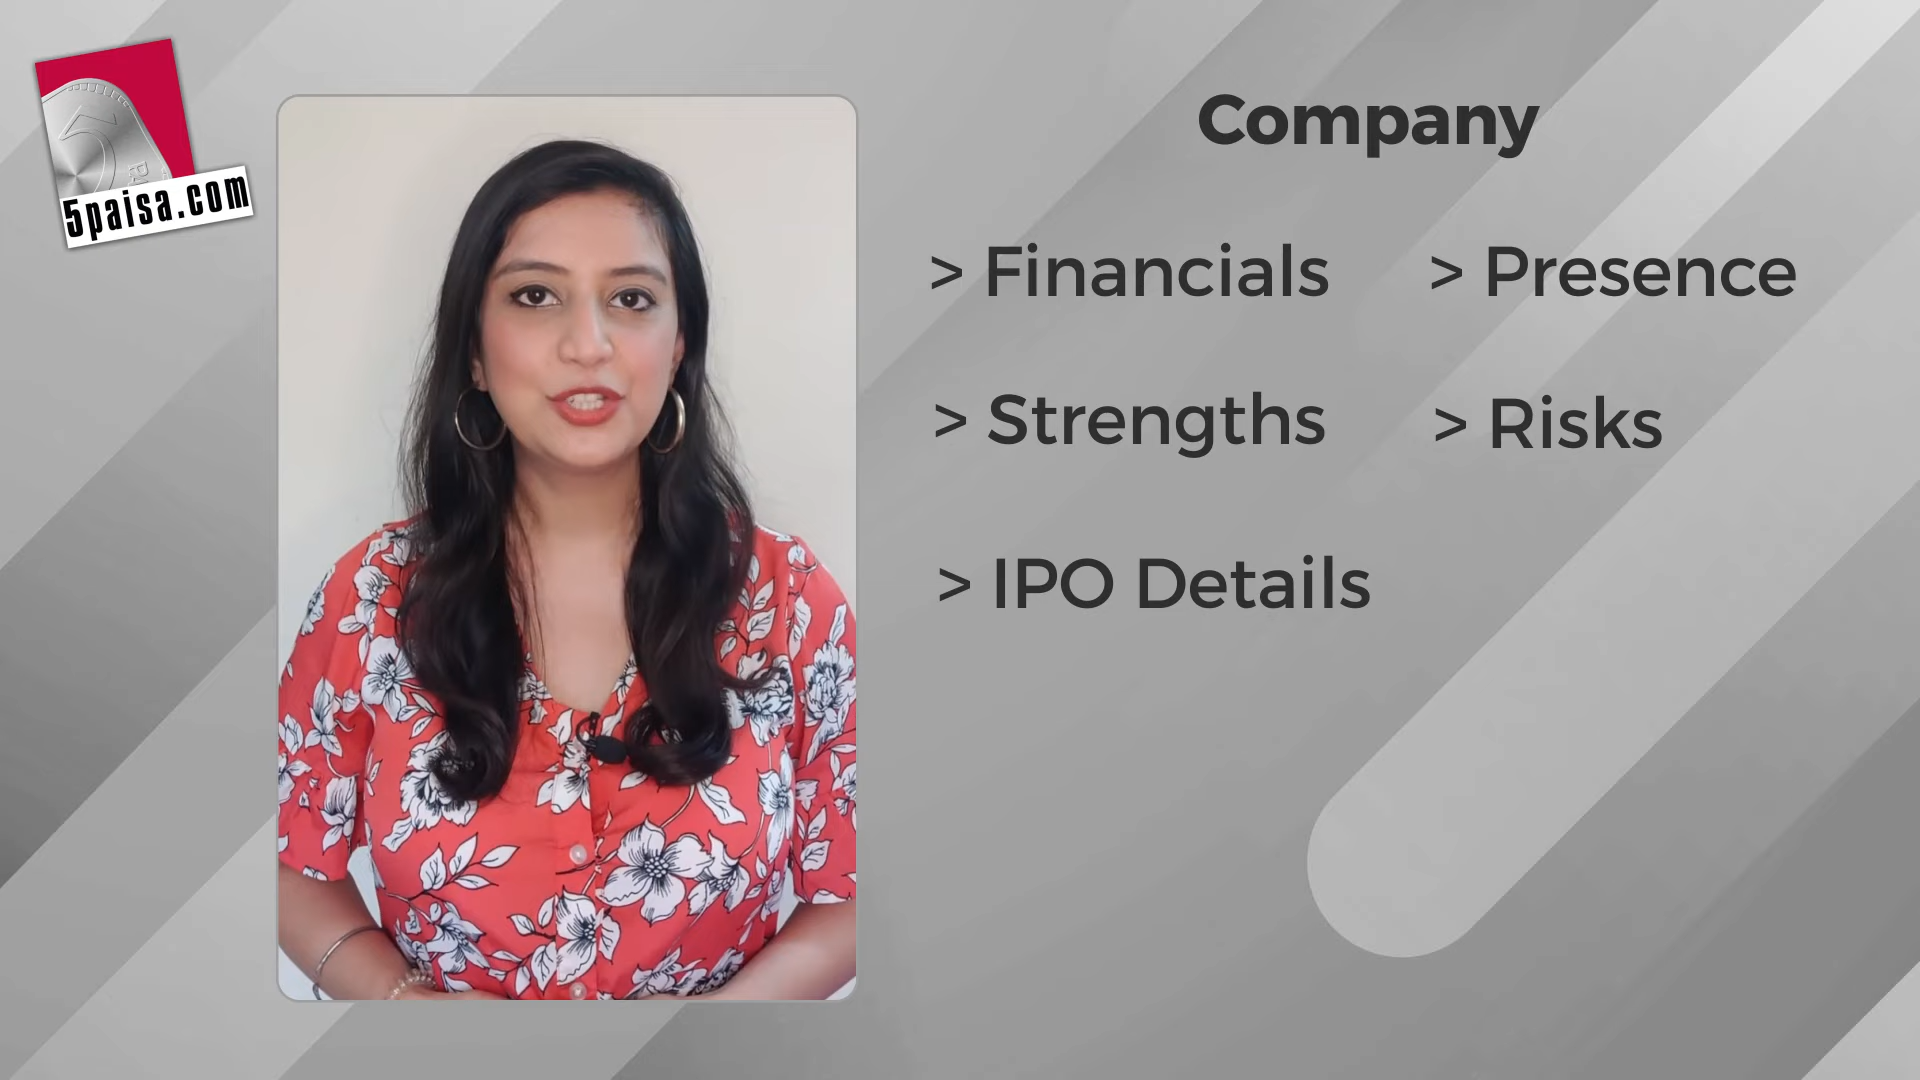 5paisa.com
Company
> Financials
> Presence
> Strengths
> Risks
> IPO Details